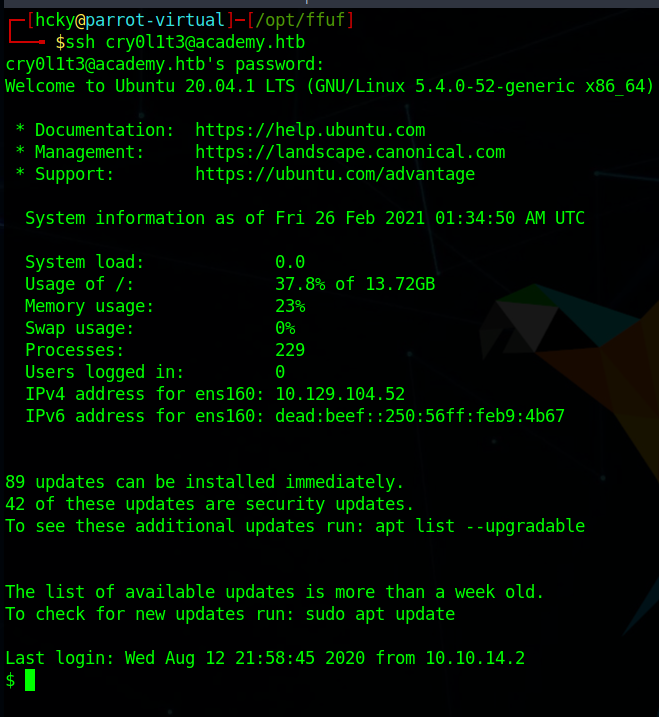 ┌─[hcky@parrot-virtual]─[/opt/ffuf]
└──╼ $ssh cry0l1t3@academy.htb
cry0l1t3@academy.htb's password:
Welcome to Ubuntu 20.04.1 LTS (GNU/Linux 5.4.0-52-generic x86_64)
* Documentation:  https://help.ubuntu.com
* Management:     https://landscape.canonical.com
* Support:        https://ubuntu.com/advantage
System information as of Fri 26 Feb 2021 01:34:50 AM UTC
System load:             0.0
Usage of /:              37.8% of 13.72GB
Memory usage:            23%
Swap usage:              0%
Processes:               229
Users logged in:         0
IPv4 address for ens160: 10.129.104.52
IPv6 address for ens160: dead:beef::250:56ff:feb9:4b67
89 updates can be installed immediately.
42 of these updates are security updates.
To see these additional updates run: apt list --upgradable
The list of available updates is more than a week old.
To check for new updates run: sudo apt update
Last login: Wed Aug 12 21:58:45 2020 from 10.10.14.2
$